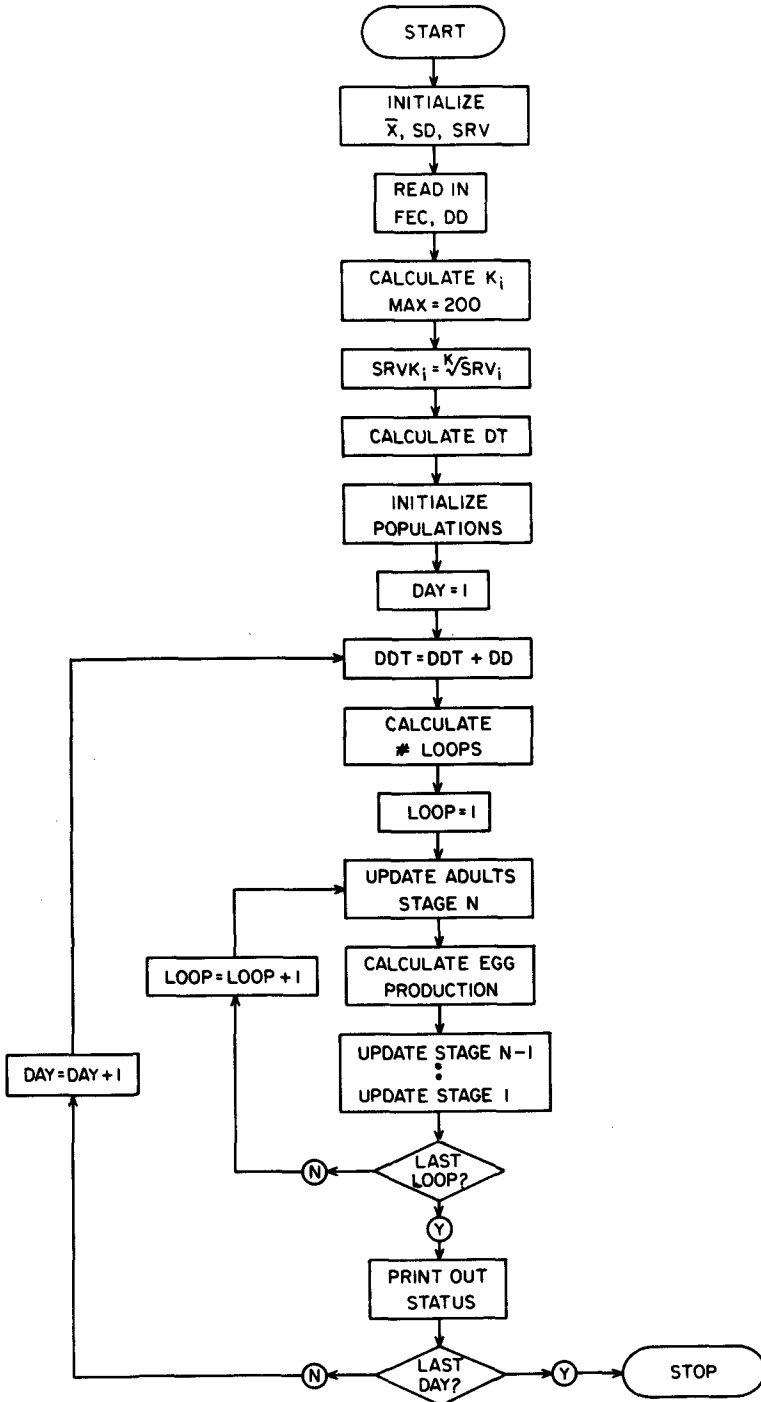 START
INITIALIZE
X̄, SD, SRV
READ IN
FEC, DD
CALCULATE Kᵢ
MAX = 200
SRVKᵢ = ᴷ√SRVᵢ
CALCULATE DT
INITIALIZE
POPULATIONS
DAY = 1
DDT = DDT + DD
CALCULATE
# LOOPS
LOOP = 1
UPDATE ADULTS
STAGE N
LOOP = LOOP + 1
CALCULATE EGG
PRODUCTION
DAY = DAY + 1
UPDATE STAGE N-1
⋮
UPDATE STAGE 1
LAST
LOOP?
N
Y
PRINT OUT
STATUS
LAST
DAY?
N
Y
STOP